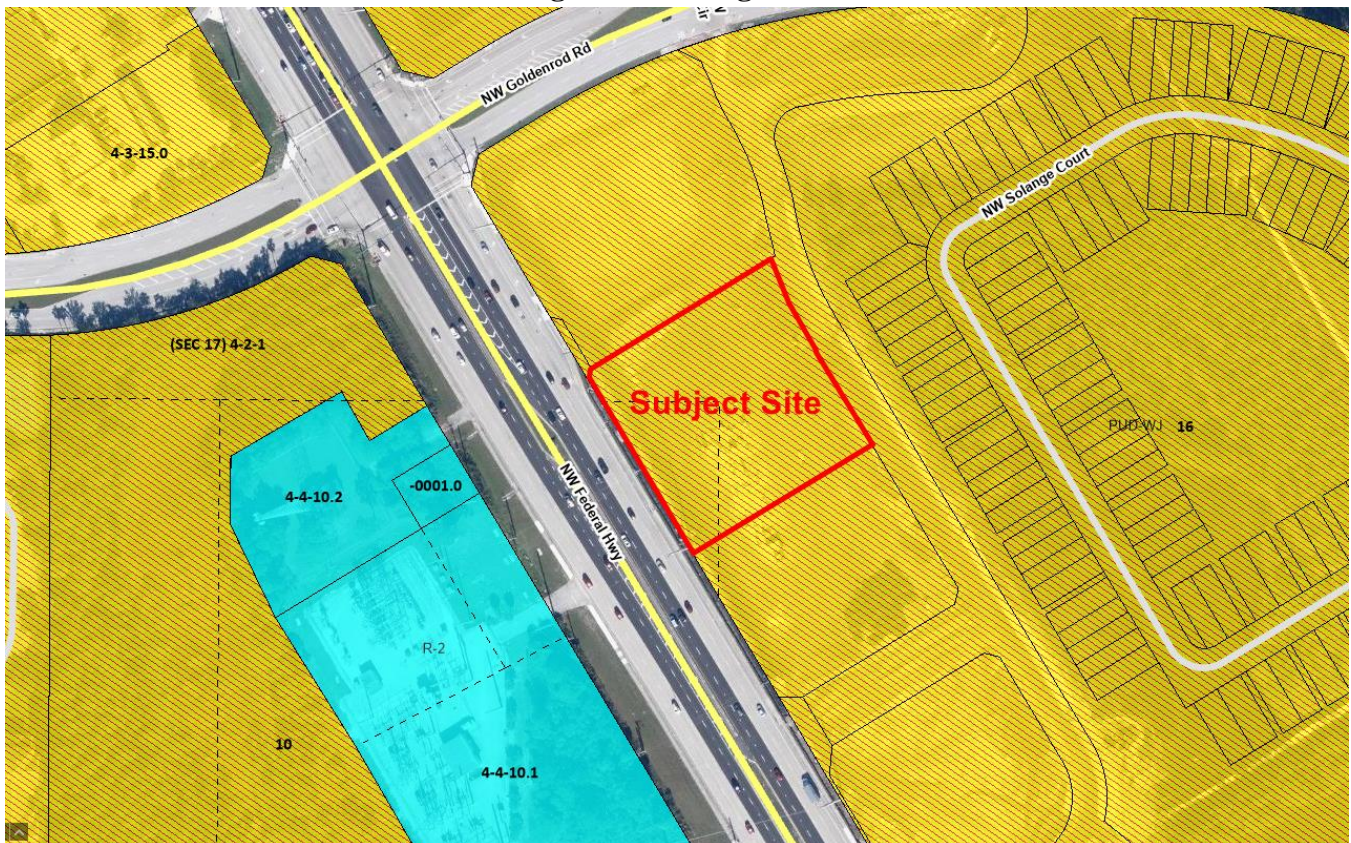 NW Goldenrod Rd
4-3-15.0
NW Solange Court
(SEC 17) 4-2-1
Subject Site
PUD-WJ 16
4-4-10.2
-0001.0
NW Federal Hwy
R-2
10
4-4-10.1